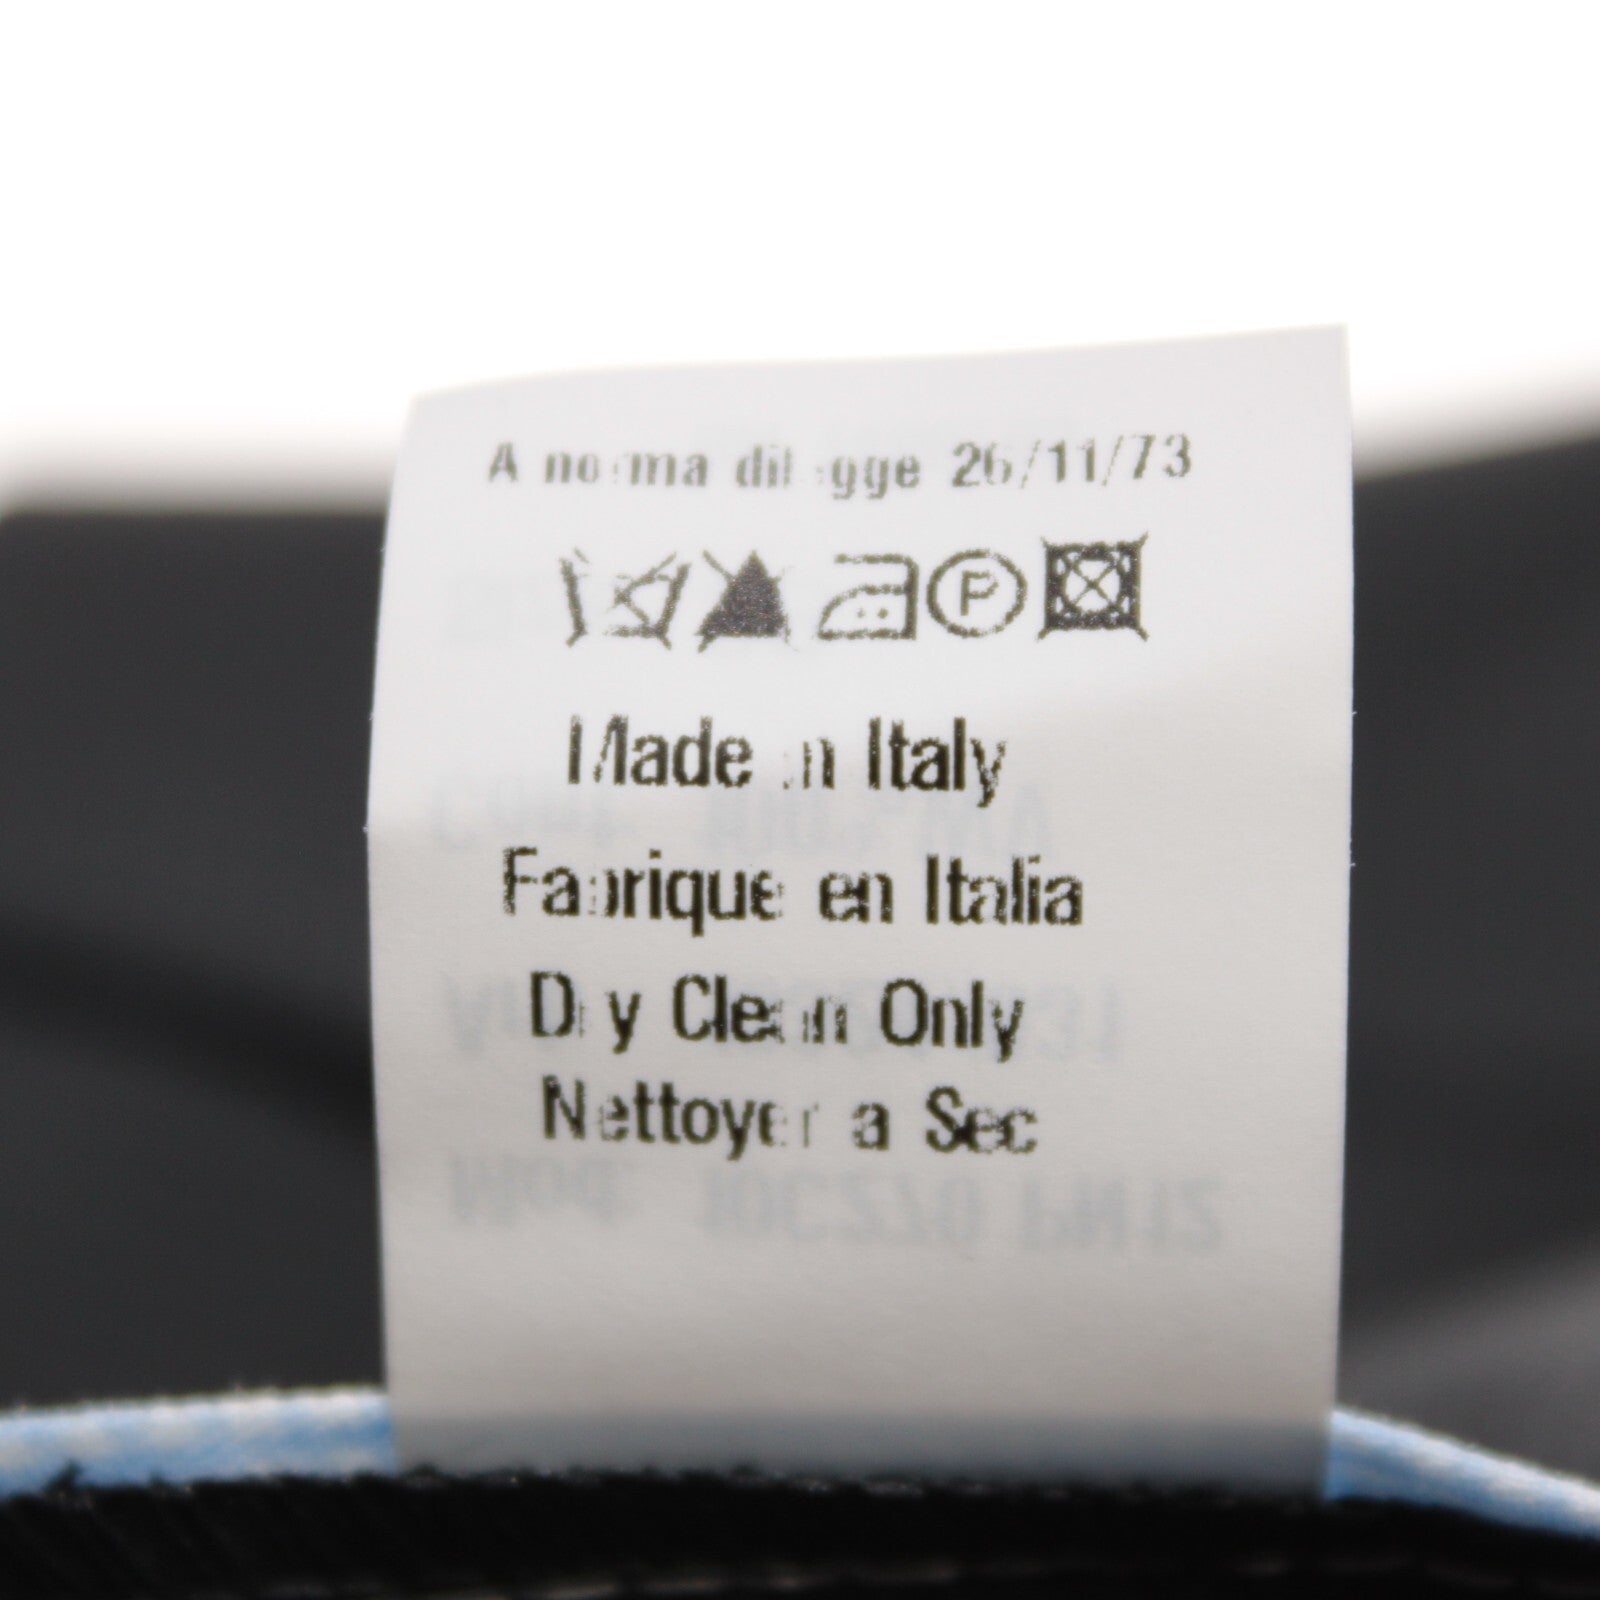 A norma di legge 26/11/73
P
Made in Italy
Fabrique en Italia
Dry Clean Only
Nettoyer a Sec